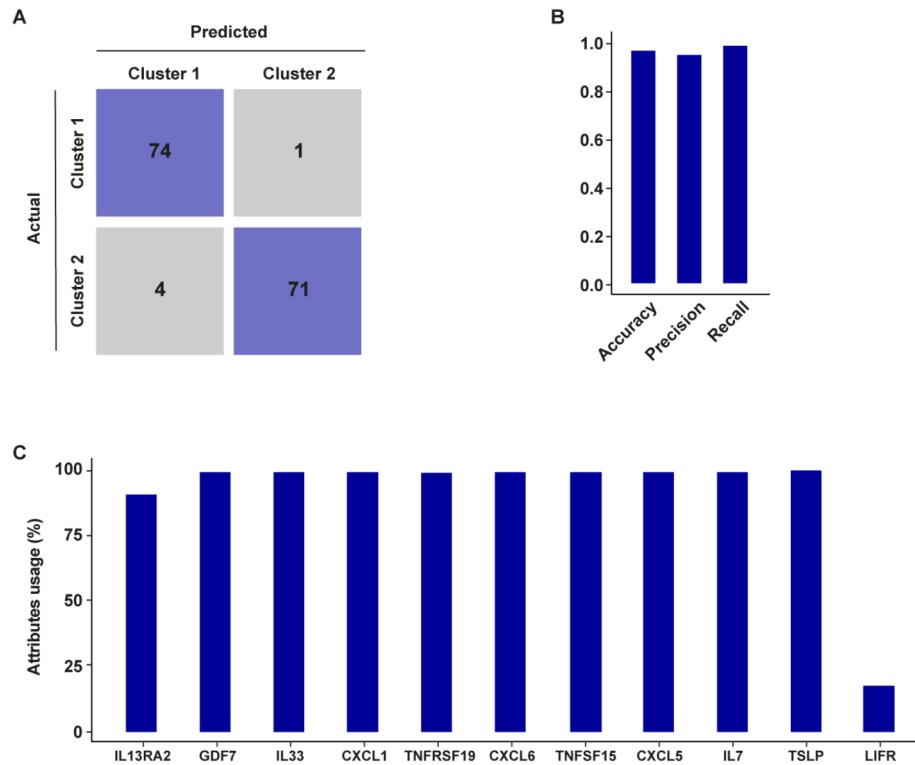 A
Predicted
Cluster 1 Cluster 2
Actual
Cluster 1
74 1
Cluster 2
4 71
B
1.0
0.8
0.6
0.4
0.2
0.0
Accuracy Precision Recall
C
Attributes usage (%)
100
75
50
25
0
IL13RA2 GDF7 IL33 CXCL1 TNFRSF19 CXCL6 TNFSF15 CXCL5 IL7 TSLP LIFR